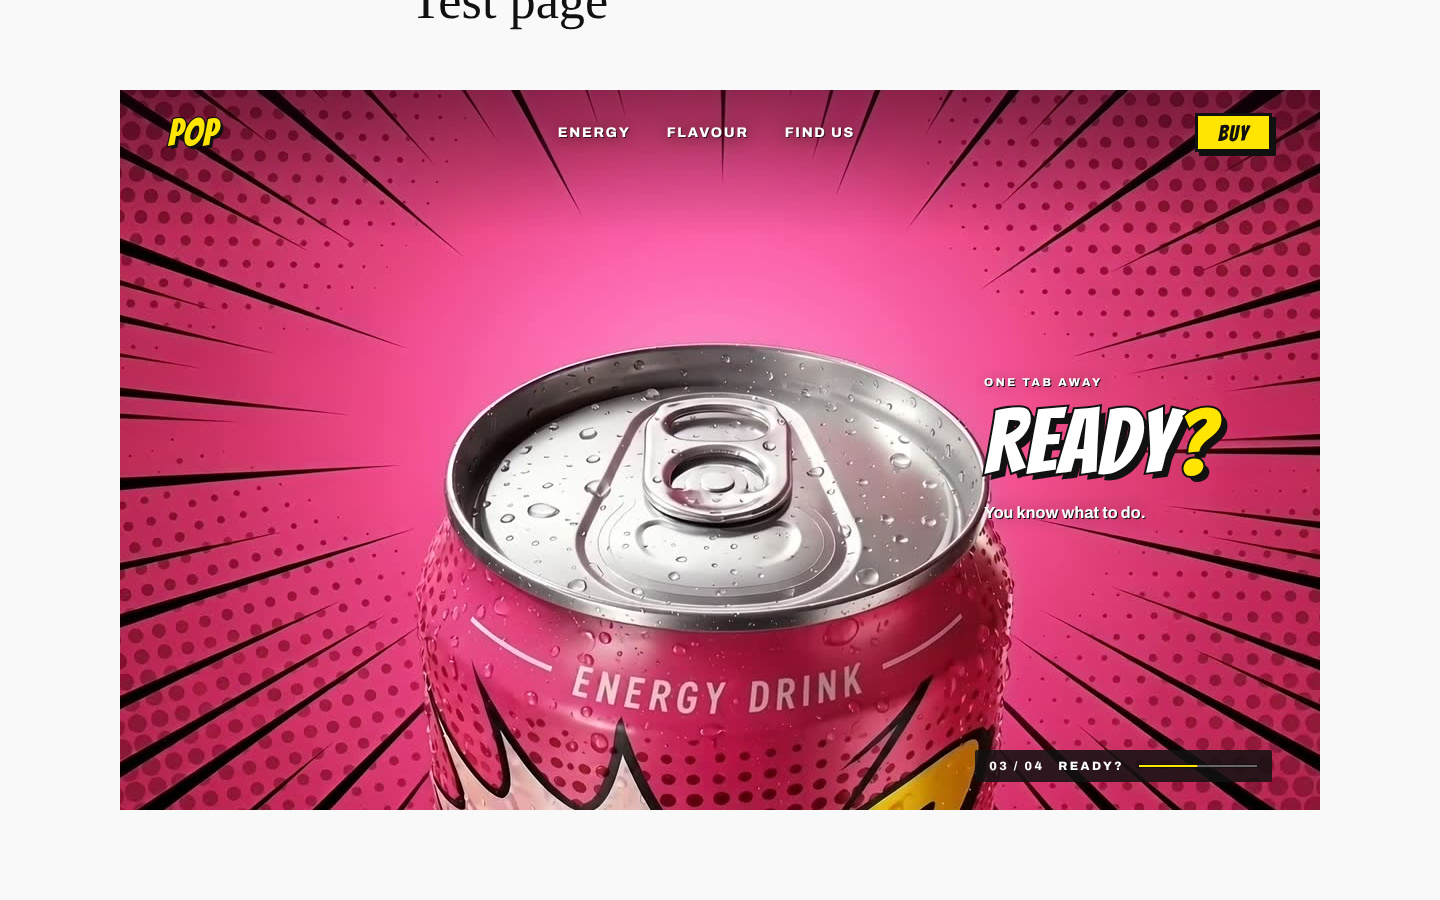 Test page
POP
ENERGY
FLAVOUR
FIND US
BUY
ONE TAB AWAY
READY?
You know what to do.
ENERGY DRINK
03 / 04 READY?